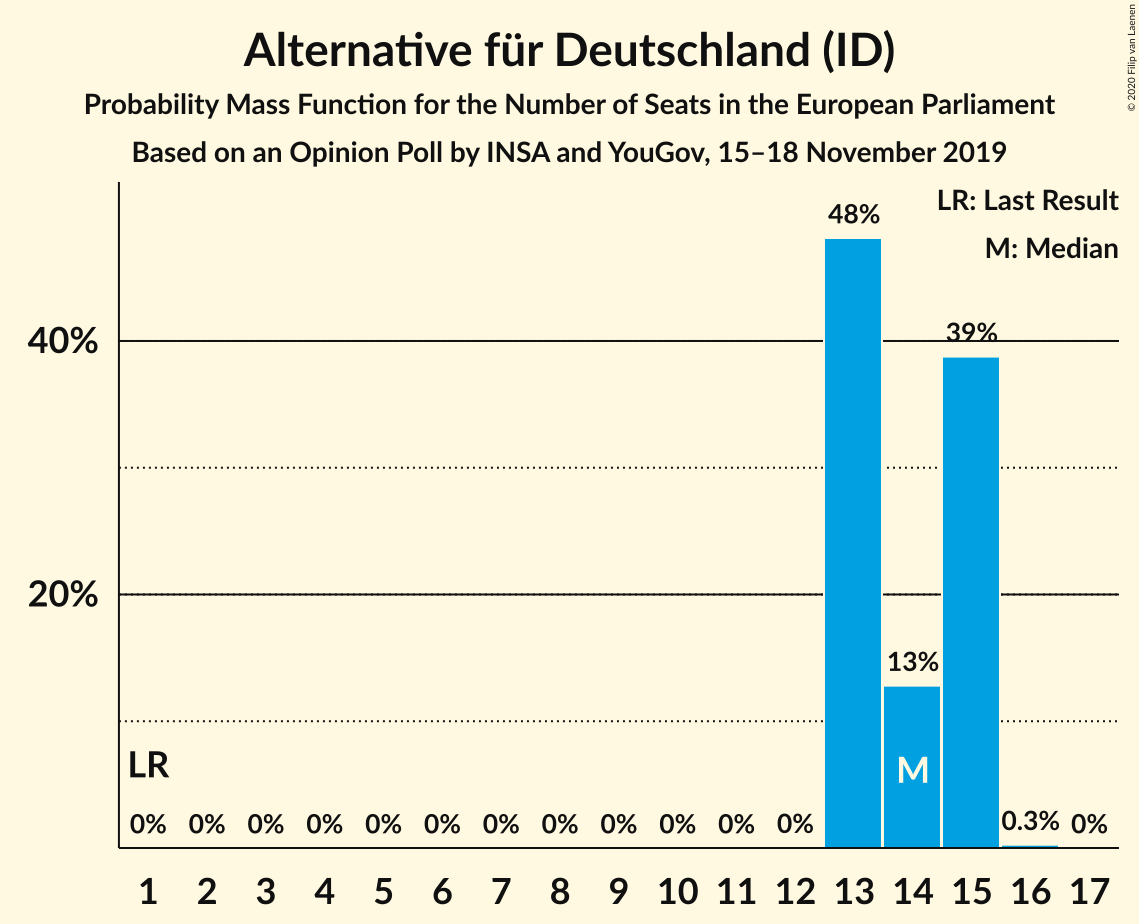 Alternative für Deutschland (ID)
Probability Mass Function for the Number of Seats in the European Parliament
Based on an Opinion Poll by INSA and YouGov, 15–18 November 2019
© 2020 Filip van Laenen
LR: Last Result
M: Median
48%
39%
40%
20%
13%
LR
M
0% 0% 0% 0% 0% 0% 0% 0% 0% 0% 0% 0% 0.3% 0%
1 2 3 4 5 6 7 8 9 10 11 12 13 14 15 16 17